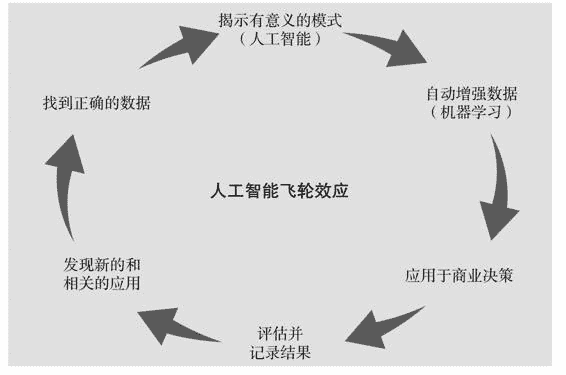 揭示有意义的模式
（人工智能）
自动增强数据
（机器学习）
应用于商业决策
评估并
记录结果
发现新的和
相关的应用
找到正确的数据
人工智能飞轮效应